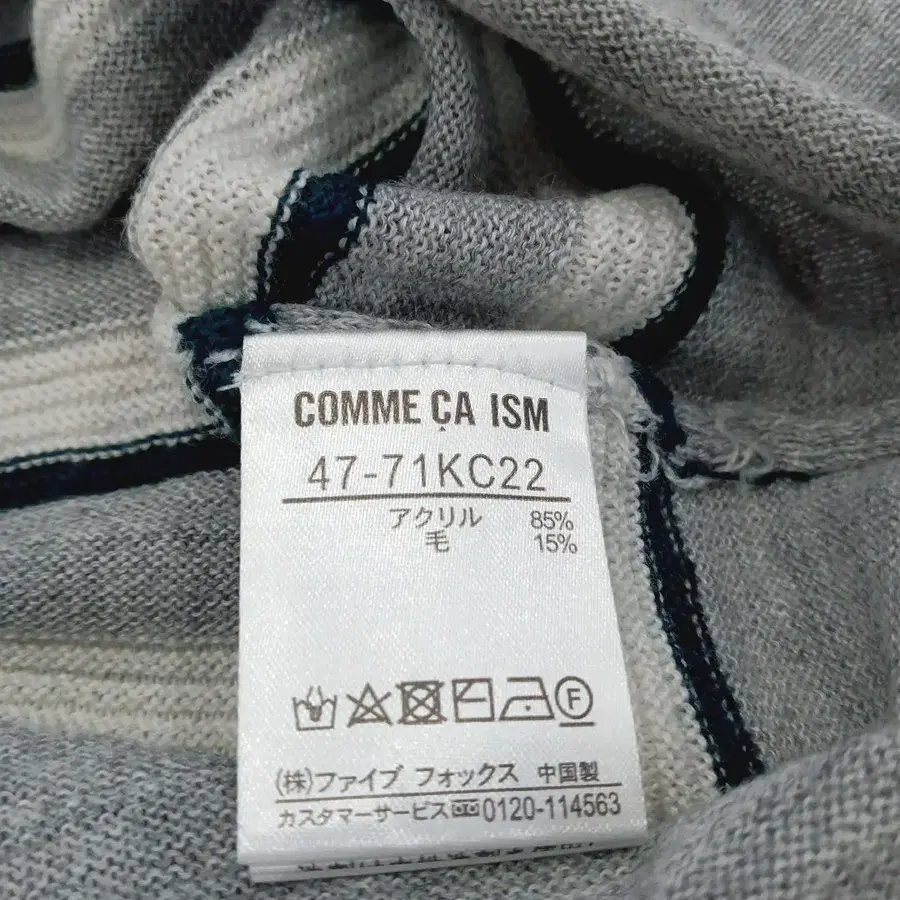 COMME ÇA ISM
47-71KC22
アクリル 85%
毛 15%
F
(株)ファイブ フォックス 中国製
カスタマーサービス 0120-114563